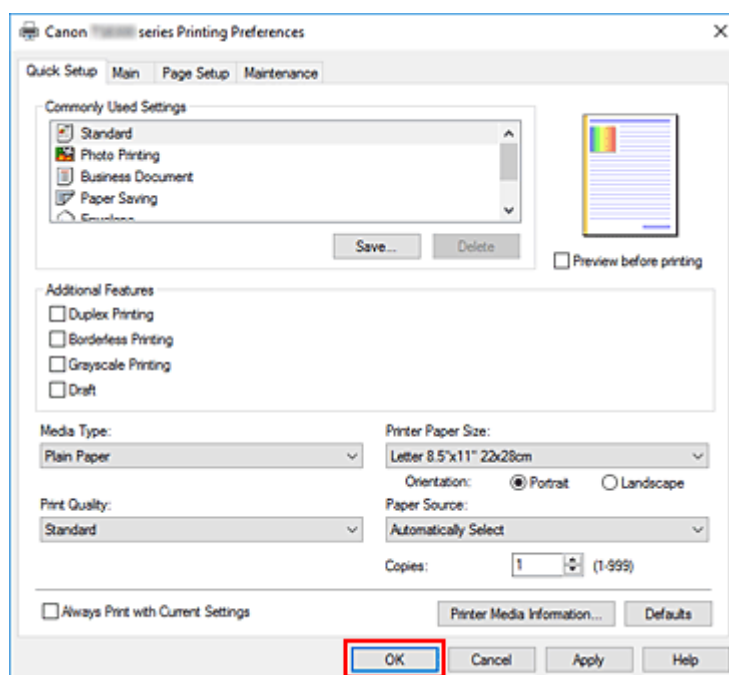 Canon series Printing Preferences
Quick Setup Main Page Setup Maintenance
Commonly Used Settings
Standard
Photo Printing
Business Document
Paper Saving
Save... Delete
Preview before printing
Additional Features
Duplex Printing
Borderless Printing
Grayscale Printing
Draft
Media Type: Printer Paper Size:
Plain Paper Letter 8.5"x11" 22x28cm
Orientation: Portrait Landscape
Print Quality: Paper Source:
Standard Automatically Select
Copies: 1 (1-999)
Always Print with Current Settings Printer Media Information... Defaults
OK Cancel Apply Help